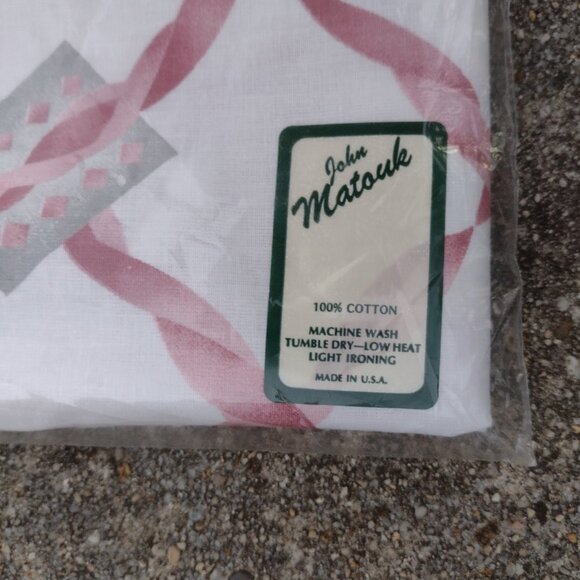 John
Matouk
100% COTTON
MACHINE WASH
TUMBLE DRY—LOW HEAT
LIGHT IRONING
MADE IN U.S.A.